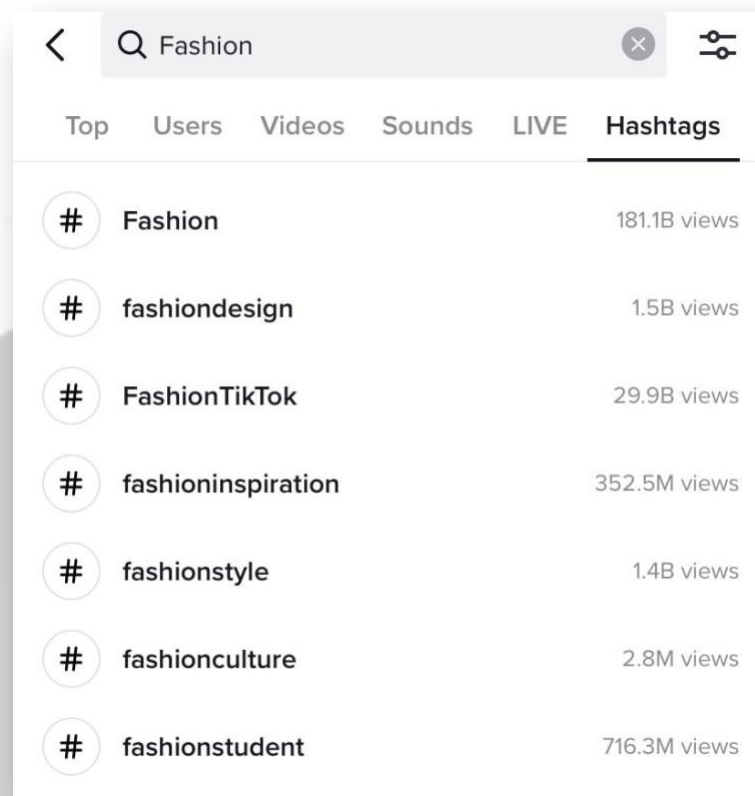 Fashion
Top Users Videos Sounds LIVE Hashtags
# Fashion 181.1B views
# fashiondesign 1.5B views
# FashionTikTok 29.9B views
# fashioninspiration 352.5M views
# fashionstyle 1.4B views
# fashionculture 2.8M views
# fashionstudent 716.3M views